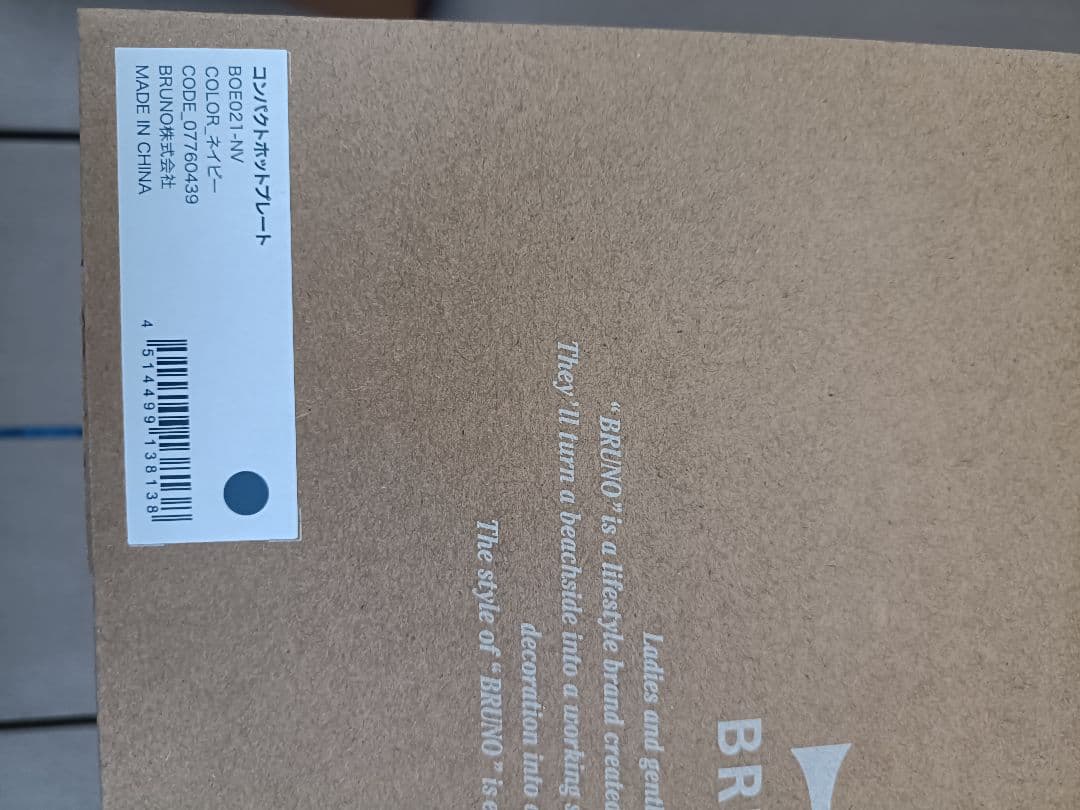 コンパクトホットプレート
BOE021-NV
COLOR_ネイビー
CODE_07760439
BRUNO株式会社
MADE IN CHINA
4 514499 138138
BR
Ladies and
“BRUNO” is a lifestyle brand created
They’ll turn a beachside into a working
decoration into
The style of “BRUNO” is